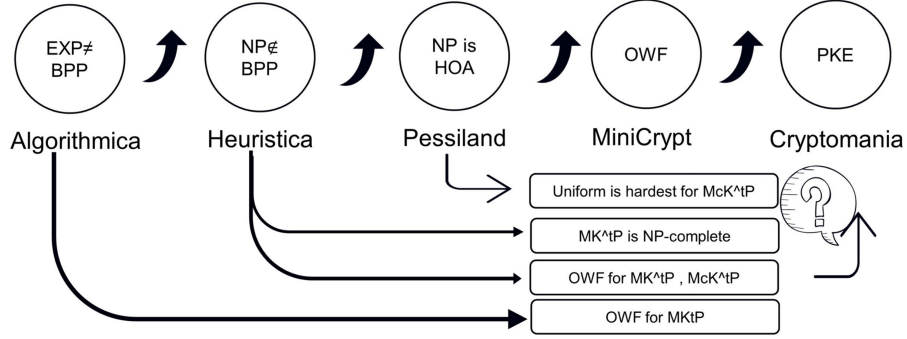 EXP≠
BPP
NP∉
BPP
NP is
HOA
OWF
PKE
Algorithmica
Heuristica
Pessiland
MiniCrypt
Cryptomania
Uniform is hardest for McK^tP
?
MK^tP is NP-complete
OWF for MK^tP , McK^tP
OWF for MKtP